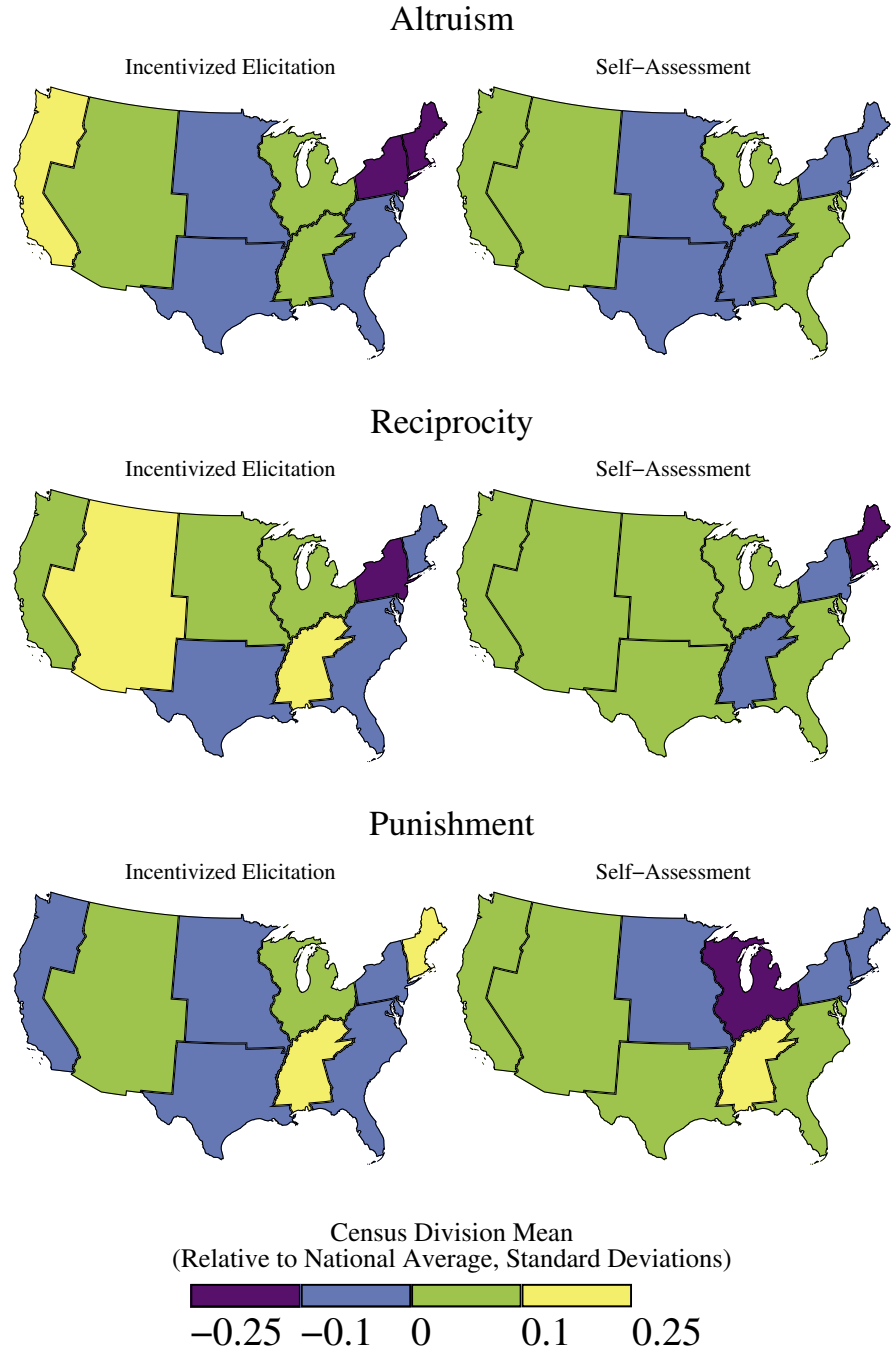 Altruism
Incentivized Elicitation
Self−Assessment
Reciprocity
Incentivized Elicitation
Self−Assessment
Punishment
Incentivized Elicitation
Self−Assessment
Census Division Mean
(Relative to National Average, Standard Deviations)
−0.25 −0.1 0 0.1 0.25